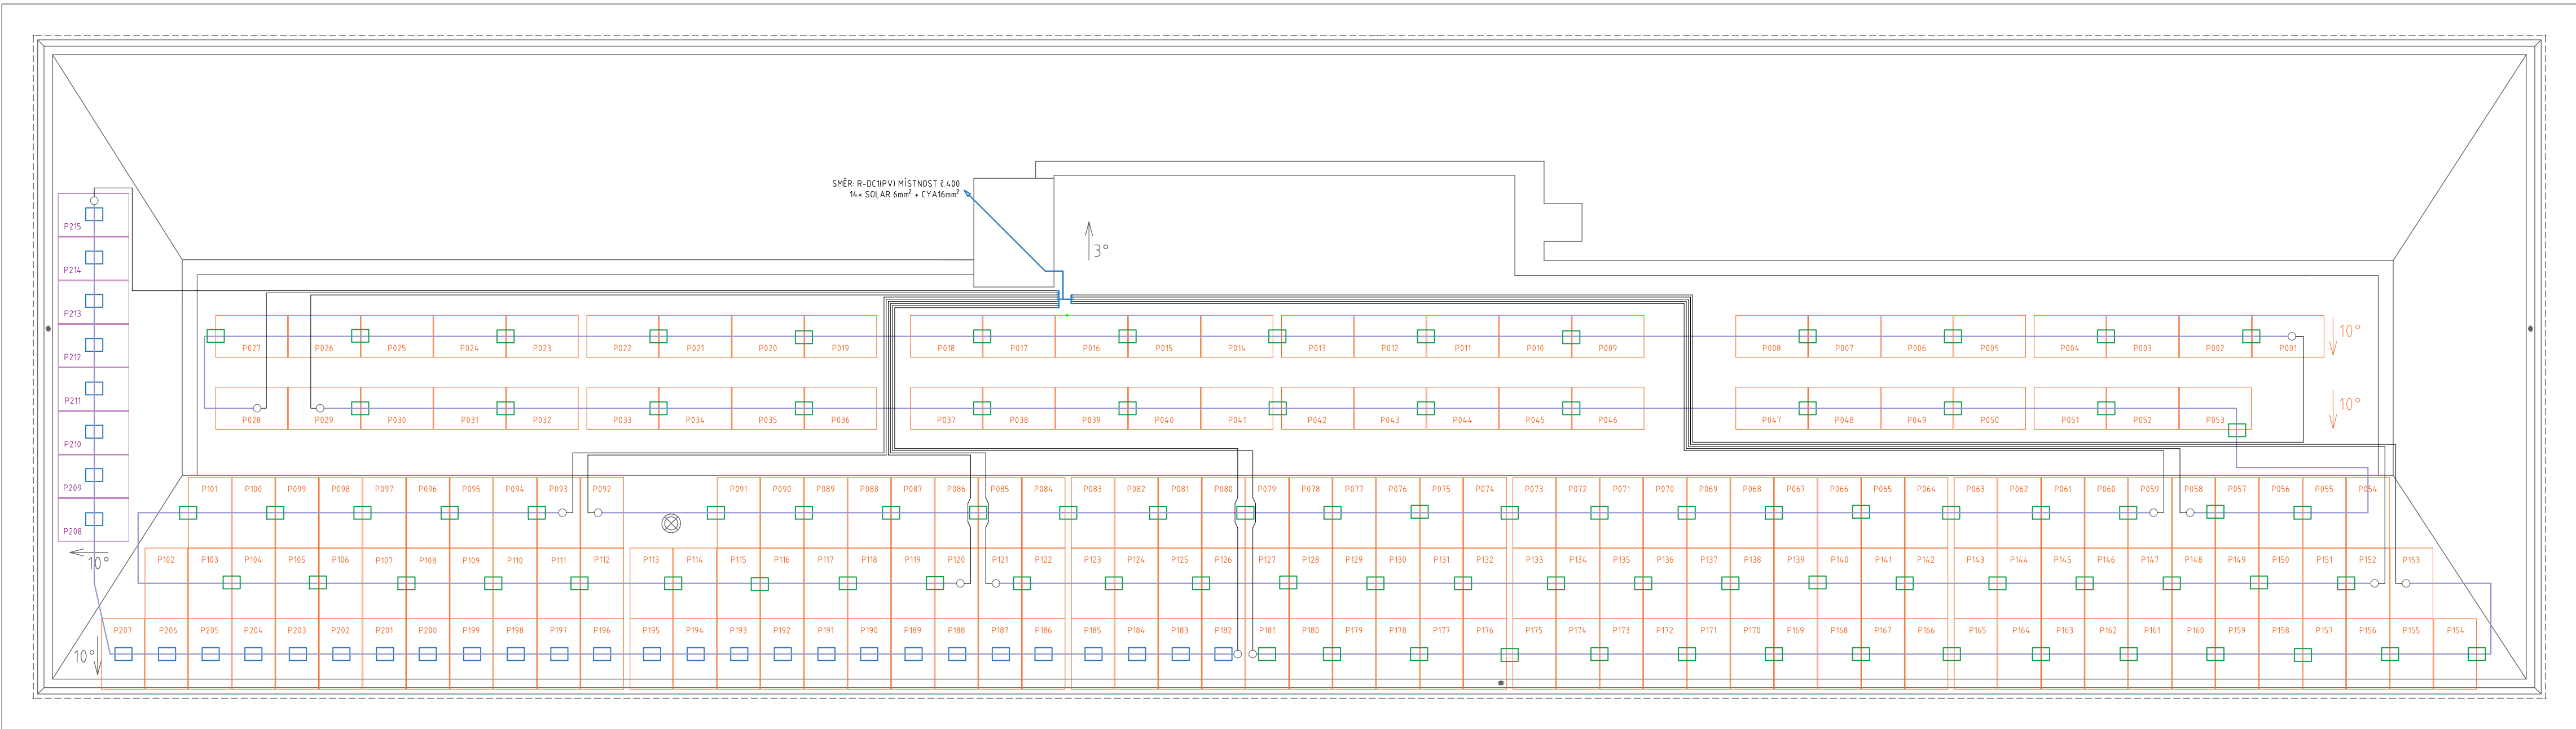 SMĚR: R-DC1(PV) MÍSTNOST č.400
14× SOLAR 6mm² + CYA16mm²
3°
P215
P214
P213
P212
P211
P210
P209
P208
10°
P027 P026 P025 P024 P023 P022 P021 P020 P019 P018 P017 P016 P015 P014 P013 P012 P011 P010 P009 P008 P007 P006 P005 P004 P003 P002 P001
10°
P028 P029 P030 P031 P032 P033 P034 P035 P036 P037 P038 P039 P040 P041 P042 P043 P044 P045 P046 P047 P048 P049 P050 P051 P052 P053
10°
P101 P100 P099 P098 P097 P096 P095 P094 P093 P092 P091 P090 P089 P088 P087 P086 P085 P084 P083 P082 P081 P080 P079 P078 P077 P076 P075 P074 P073 P072 P071 P070 P069 P068 P067 P066 P065 P064 P063 P062 P061 P060 P059 P058 P057 P056 P055 P054
P102 P103 P104 P105 P106 P107 P108 P109 P110 P111 P112 P113 P114 P115 P116 P117 P118 P119 P120 P121 P122 P123 P124 P125 P126 P127 P128 P129 P130 P131 P132 P133 P134 P135 P136 P137 P138 P139 P140 P141 P142 P143 P144 P145 P146 P147 P148 P149 P150 P151 P152 P153
P207 P206 P205 P204 P203 P202 P201 P200 P199 P198 P197 P196 P195 P194 P193 P192 P191 P190 P189 P188 P187 P186 P185 P184 P183 P182 P181 P180 P179 P178 P177 P176 P175 P174 P173 P172 P171 P170 P169 P168 P167 P166 P165 P164 P163 P162 P161 P160 P159 P158 P157 P156 P155 P154
10°